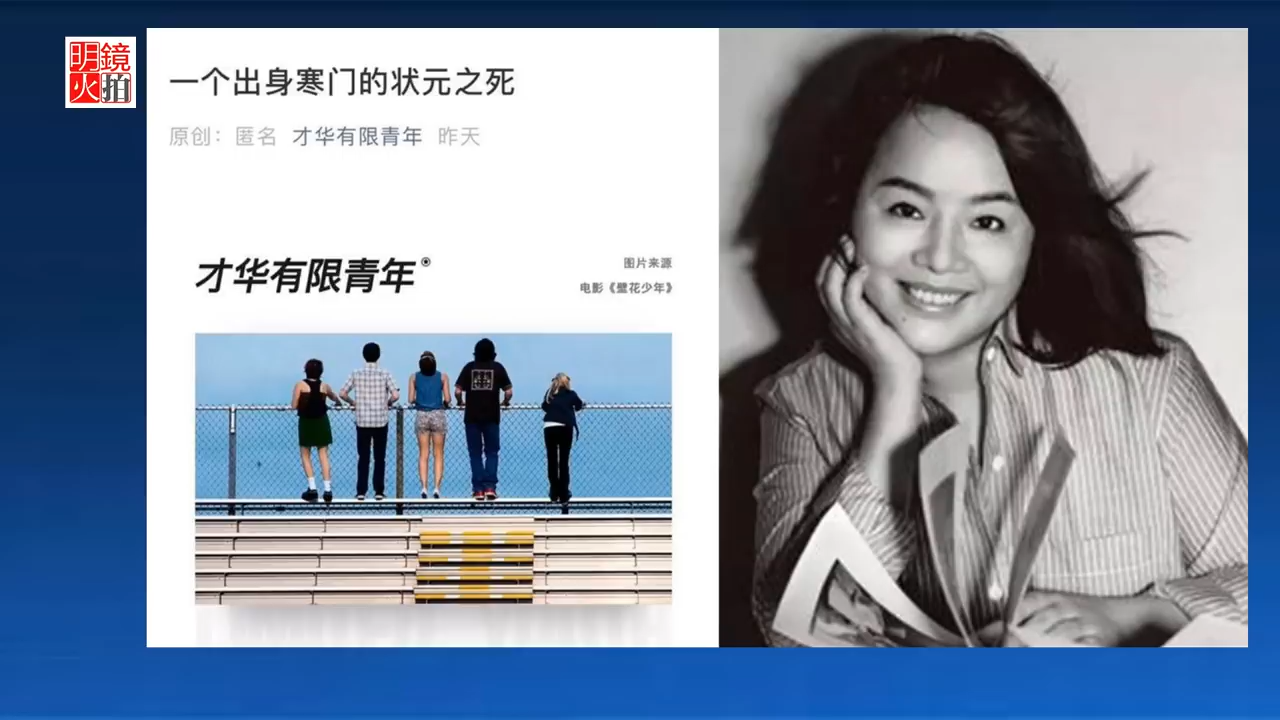 明鏡
火拍
一个出身寒门的状元之死
原创：匿名 才华有限青年 昨天
才华有限青年
图片来源
电影《壁花少年》